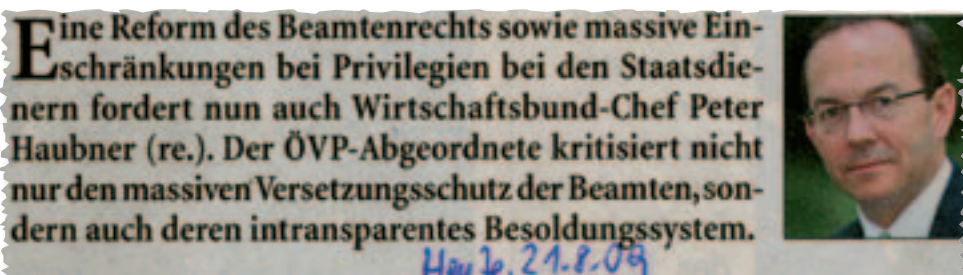 Eine Reform des Beamtenrechts sowie massive Ein-
schränkungen bei Privilegien bei den Staatsdie-
nern fordert nun auch Wirtschaftsbund-Chef Peter
Haubner (re.). Der ÖVP-Abgeordnete kritisiert nicht
nur den massiven Versetzungsschutz der Beamten, son-
dern auch deren intransparentes Besoldungssystem.
Heute, 21.8.09